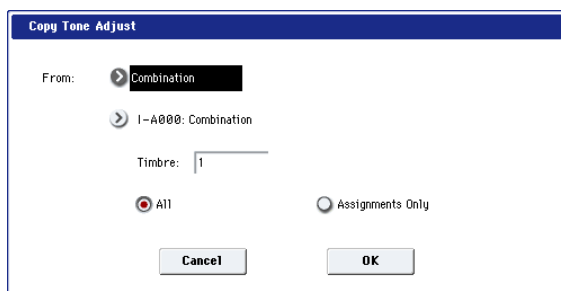 Copy Tone Adjust
From: Combination
I-A000: Combination
Timbre: 1
All Assignments Only
Cancel OK